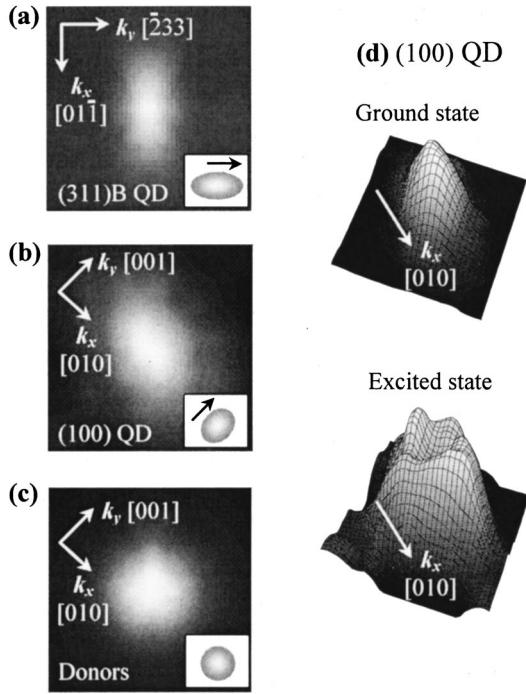 (a)
k_y [2̄33]
k_x
[011̄]
(311)B QD
(b)
k_y [001]
k_x
[010]
(100) QD
(c)
k_y [001]
k_x
[010]
Donors
(d) (100) QD
Ground state
k_x
[010]
Excited state
k_x
[010]